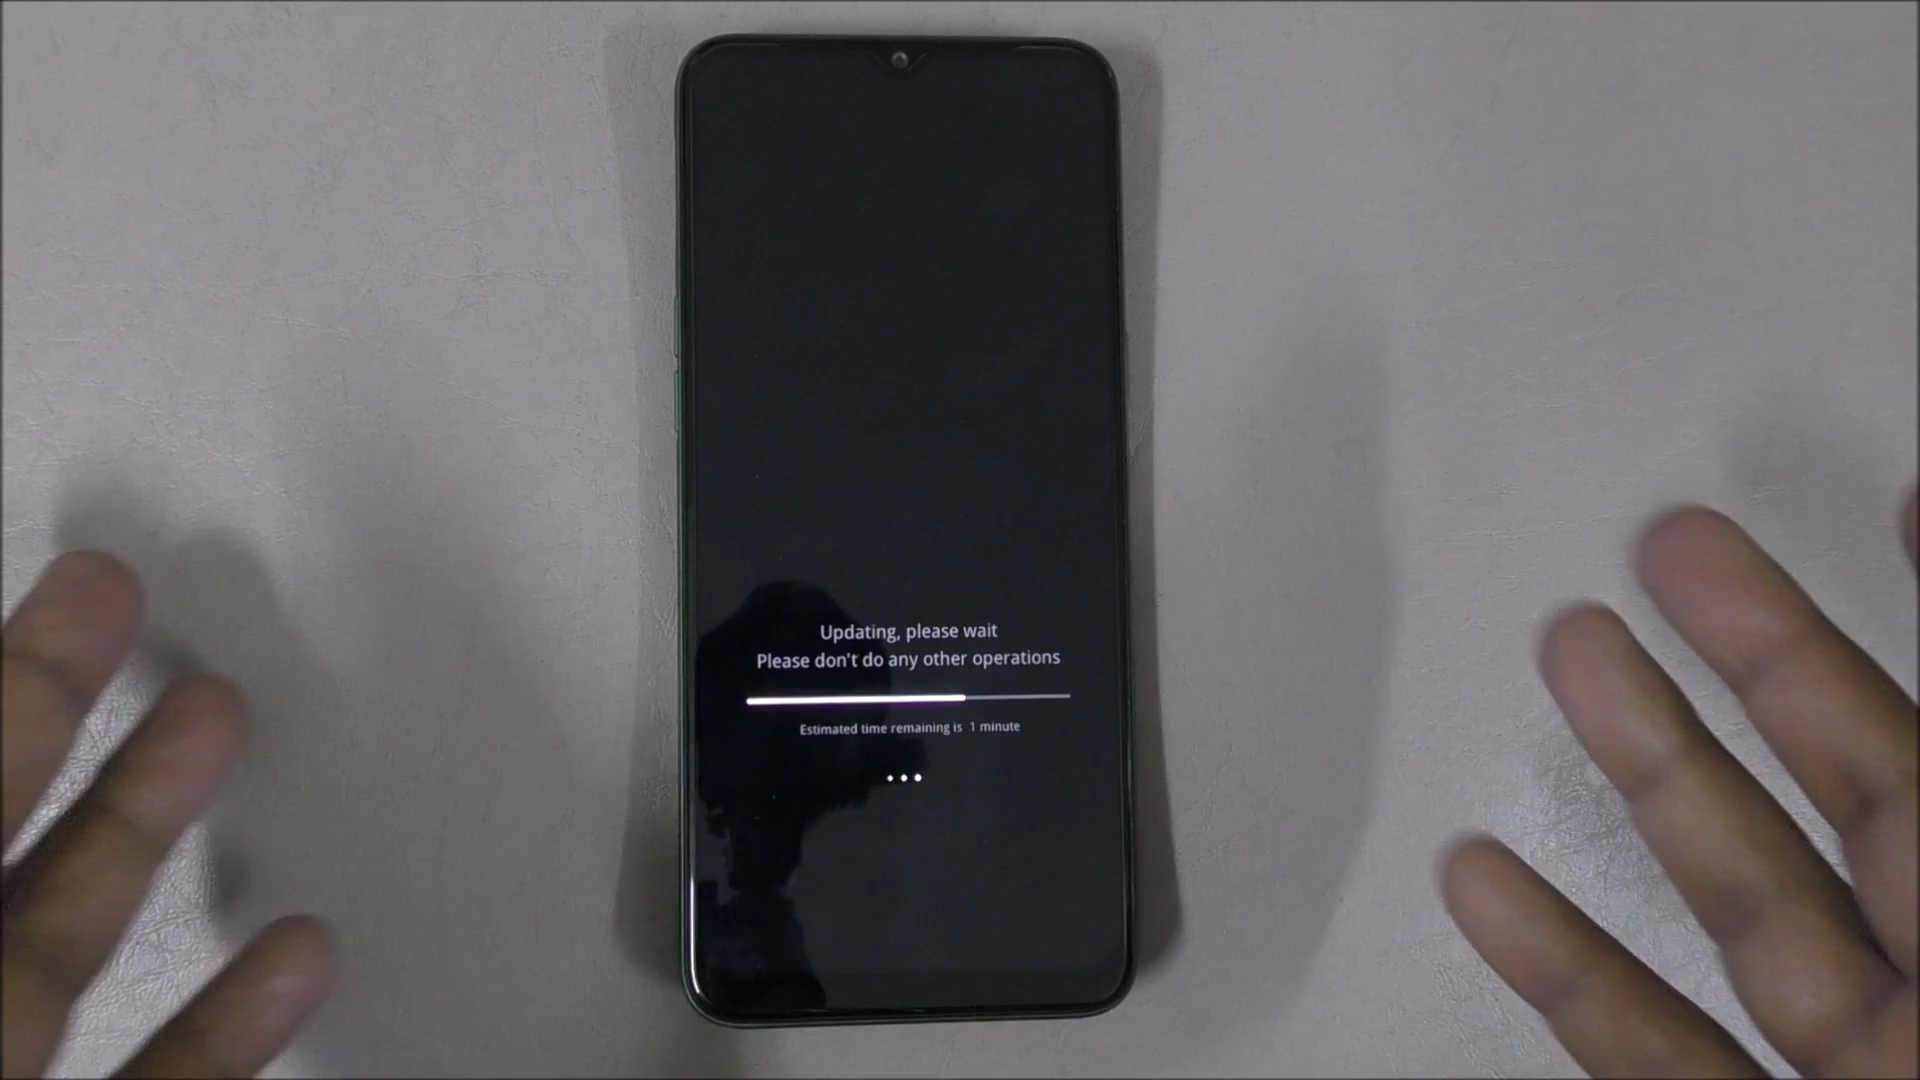 Updating, please wait
Please don't do any other operations
Estimated time remaining is 1 minute